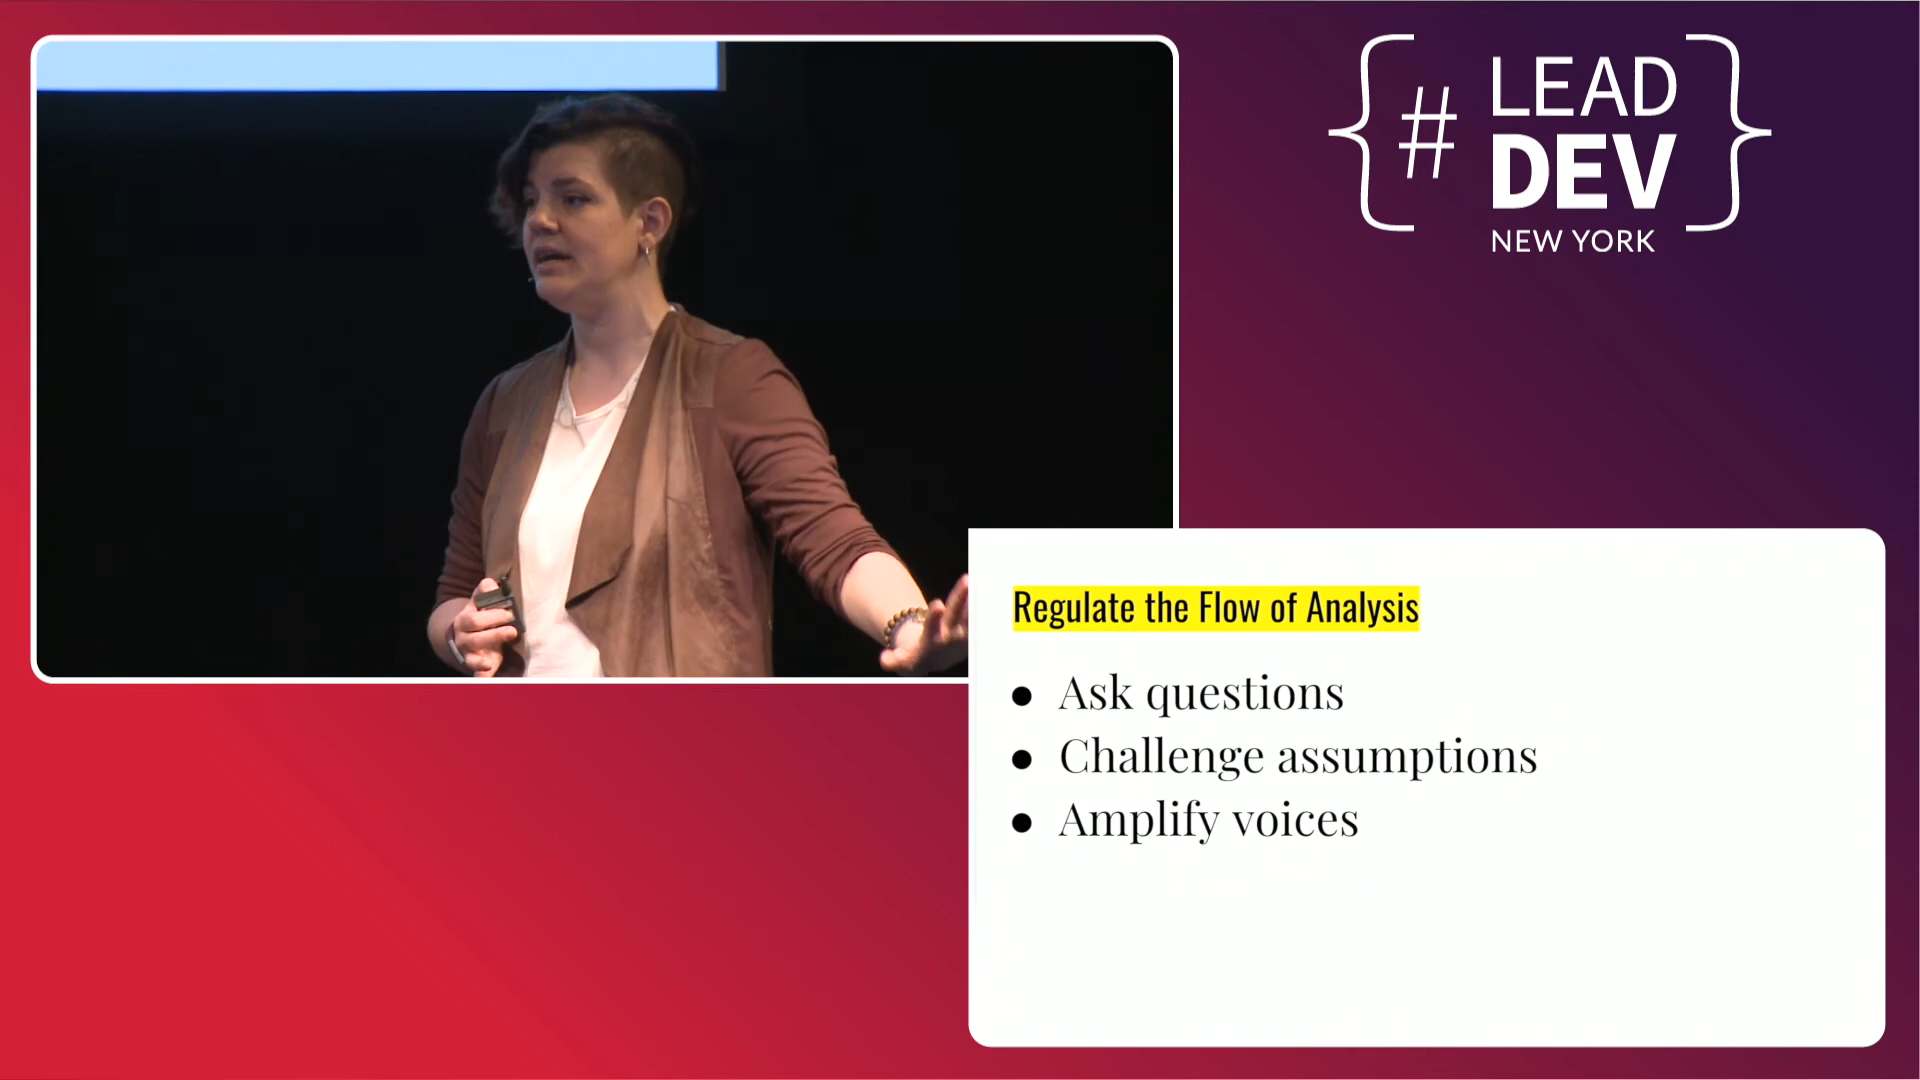 # LEAD
DEV
NEW YORK
Regulate the Flow of Analysis
● Ask questions
● Challenge assumptions
● Amplify voices